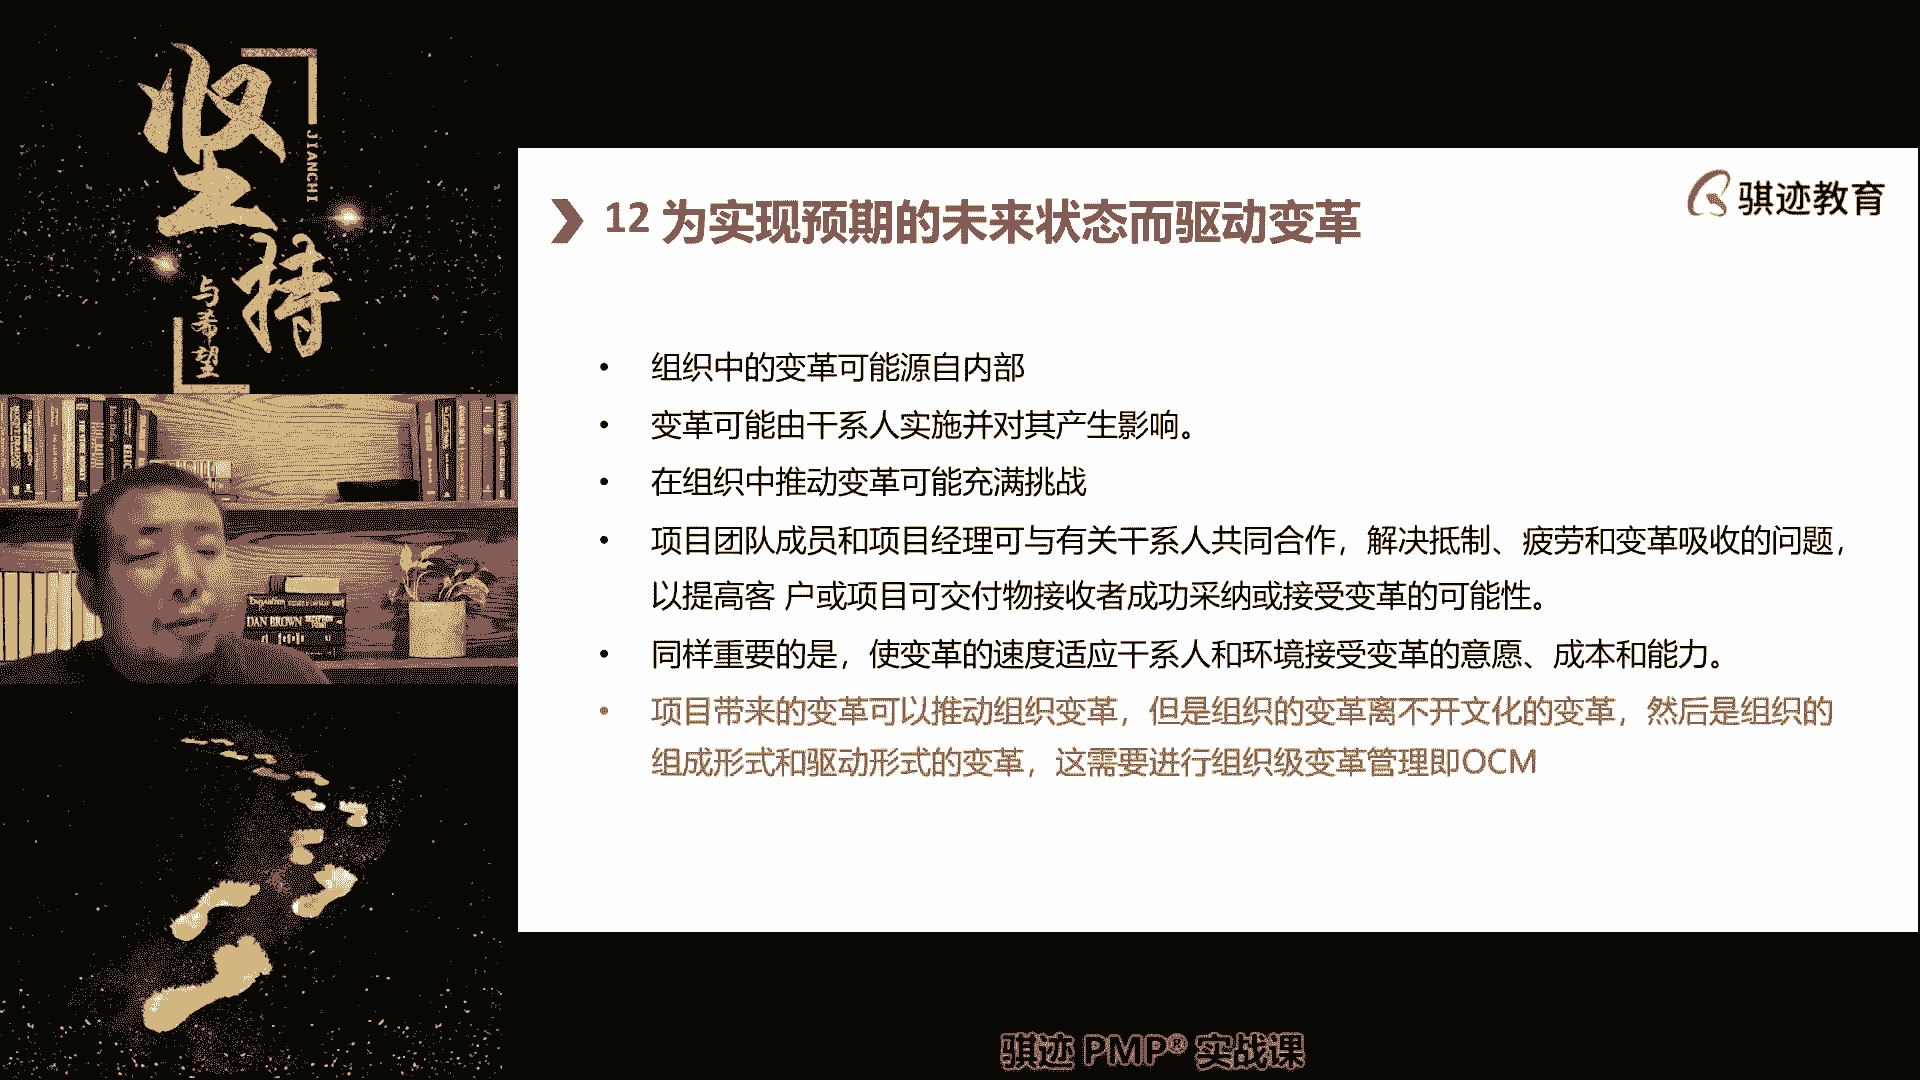 坚持
JIANCHI
与希望
骐迹教育
12 为实现预期的未来状态而驱动变革
• 组织中的变革可能源自内部
• 变革可能由干系人实施并对其产生影响。
• 在组织中推动变革可能充满挑战
• 项目团队成员和项目经理可与有关干系人共同合作，解决抵制、疲劳和变革吸收的问题，
以提高客 户或项目可交付物接收者成功采纳或接受变革的可能性。
• 同样重要的是，使变革的速度适应干系人和环境接受变革的意愿、成本和能力。
• 项目带来的变革可以推动组织变革，但是组织的变革离不开文化的变革，然后是组织的
组成形式和驱动形式的变革，这需要进行组织级变革管理即OCM
DAN BROWN
骐迹 PMP® 实战课